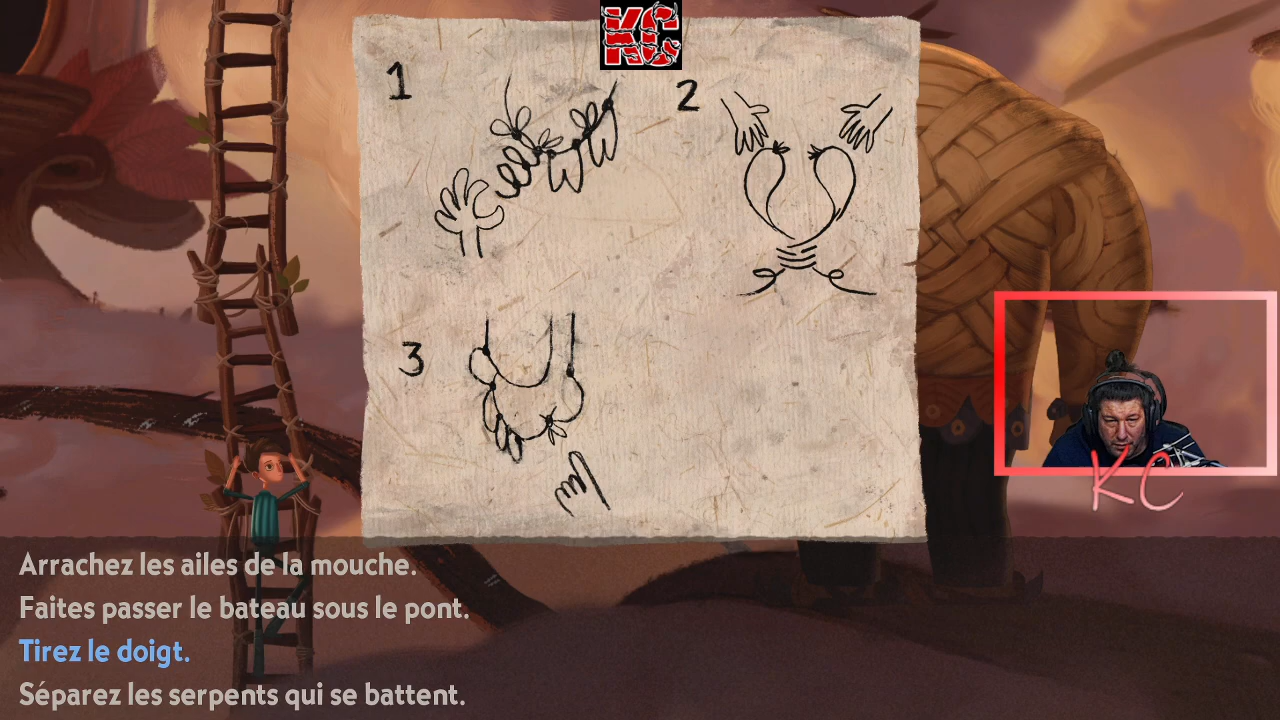 KC
1
2
3
KC
Arrachez les ailes de la mouche.
Faites passer le bateau sous le pont.
Tirez le doigt.
Séparez les serpents qui se battent.